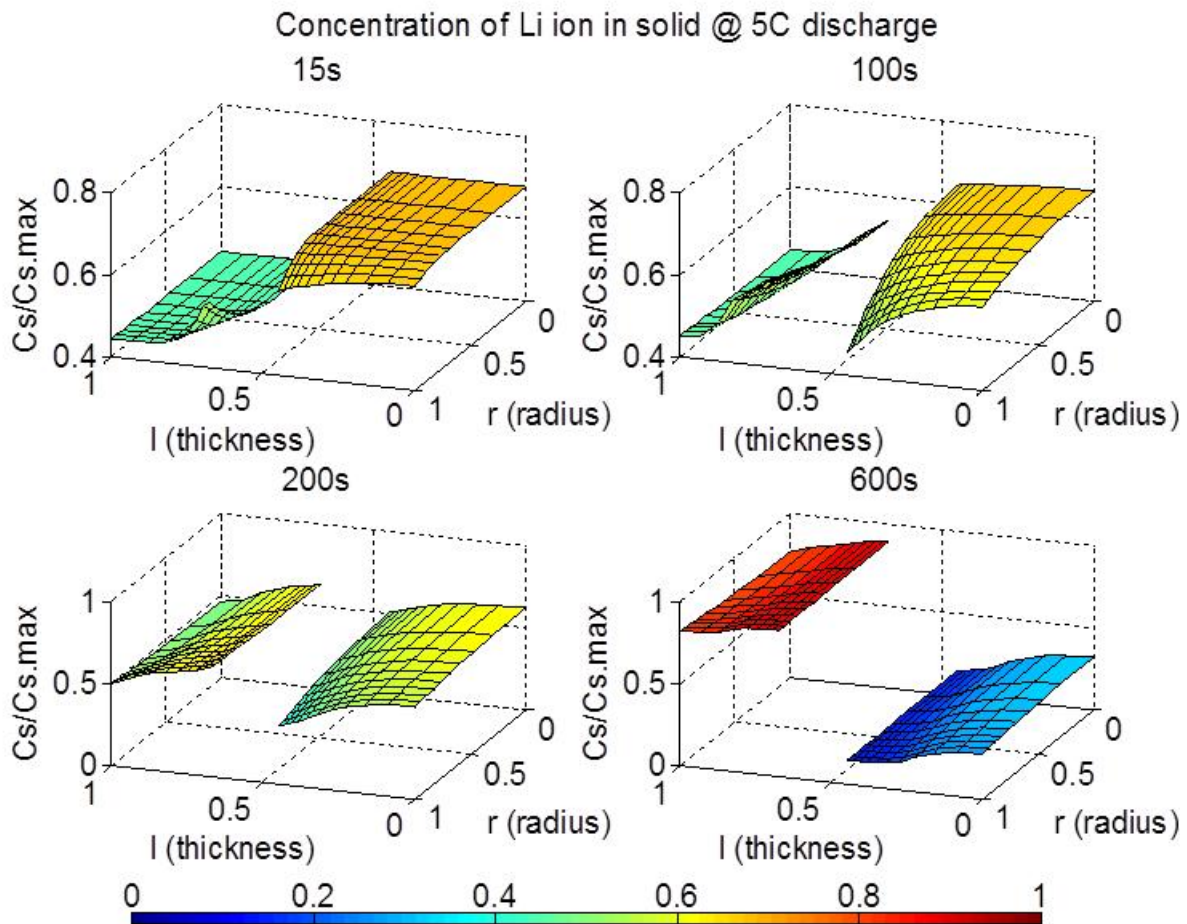 Concentration of Li ion in solid @ 5C discharge
15s
100s
Cs/Cs.max
0.8
0.6
0.4
1
0.5
0
l (thickness)
1
0.5
0
r (radius)
Cs/Cs.max
0.8
0.6
0.4
1
0.5
0
l (thickness)
1
0.5
0
r (radius)
200s
600s
Cs/Cs.max
1
0.5
0
1
0.5
0
l (thickness)
1
0.5
0
r (radius)
Cs/Cs.max
1
0.5
0
1
0.5
0
l (thickness)
1
0.5
0
r (radius)
0 0.2 0.4 0.6 0.8 1